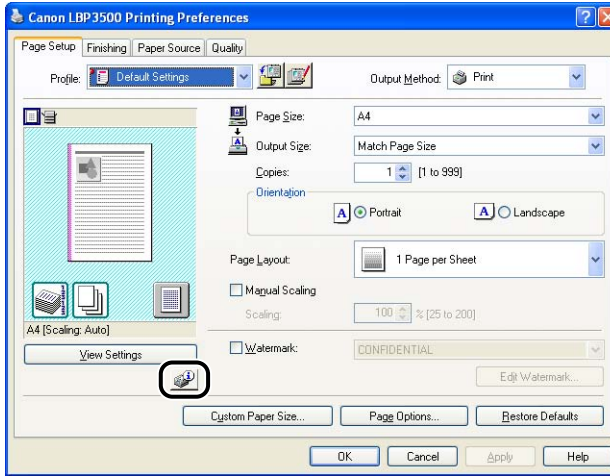 Canon LBP3500 Printing Preferences
Page Setup Finishing Paper Source Quality
Profile: Default Settings Output Method: Print
Page Size: A4
Output Size: Match Page Size
Copies: 1 [1 to 999]
Orientation
A Portrait A Landscape
Page Layout: 1 Page per Sheet
Manual Scaling
Scaling: 100 % [25 to 200]
A4 [Scaling: Auto]
View Settings
Watermark: CONFIDENTIAL
Edit Watermark...
Custom Paper Size... Page Options... Restore Defaults
OK Cancel Apply Help